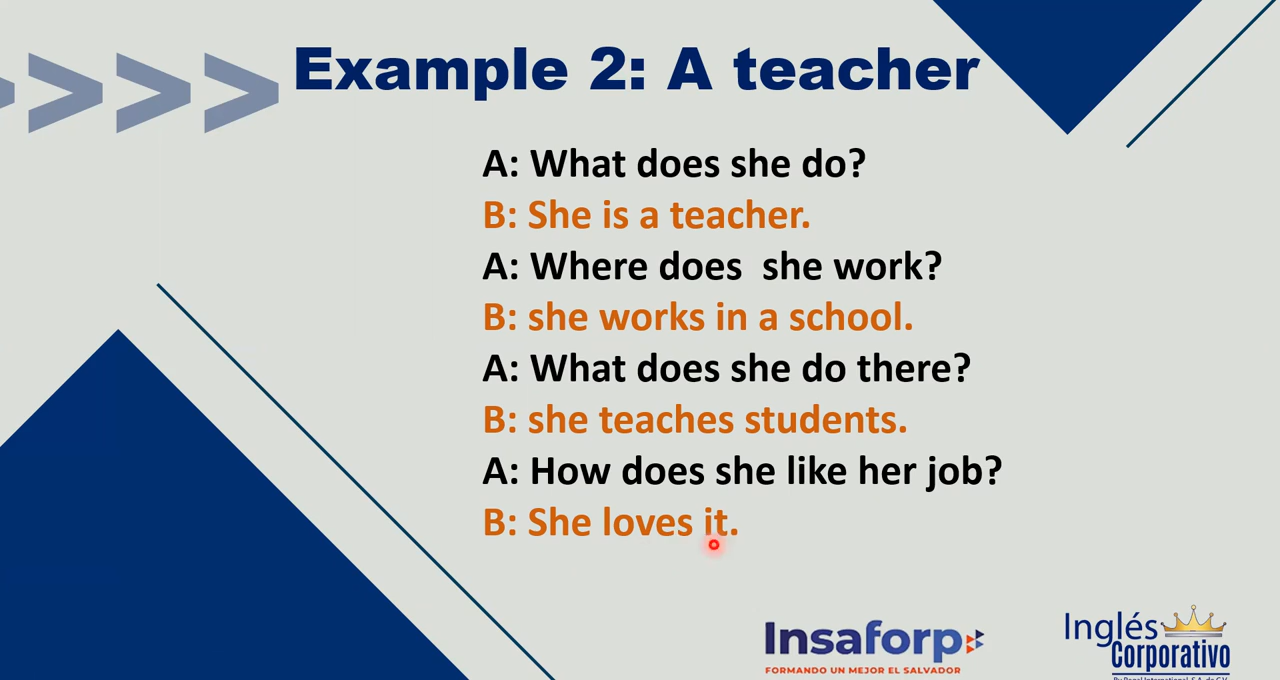 Example 2: A teacher
A: What does she do?
B: She is a teacher.
A: Where does  she work?
B: she works in a school.
A: What does she do there?
B: she teaches students.
A: How does she like her job?
B: She loves it.
Insaforp
FORMANDO UN MEJOR EL SALVADOR
Inglés
Corporativo